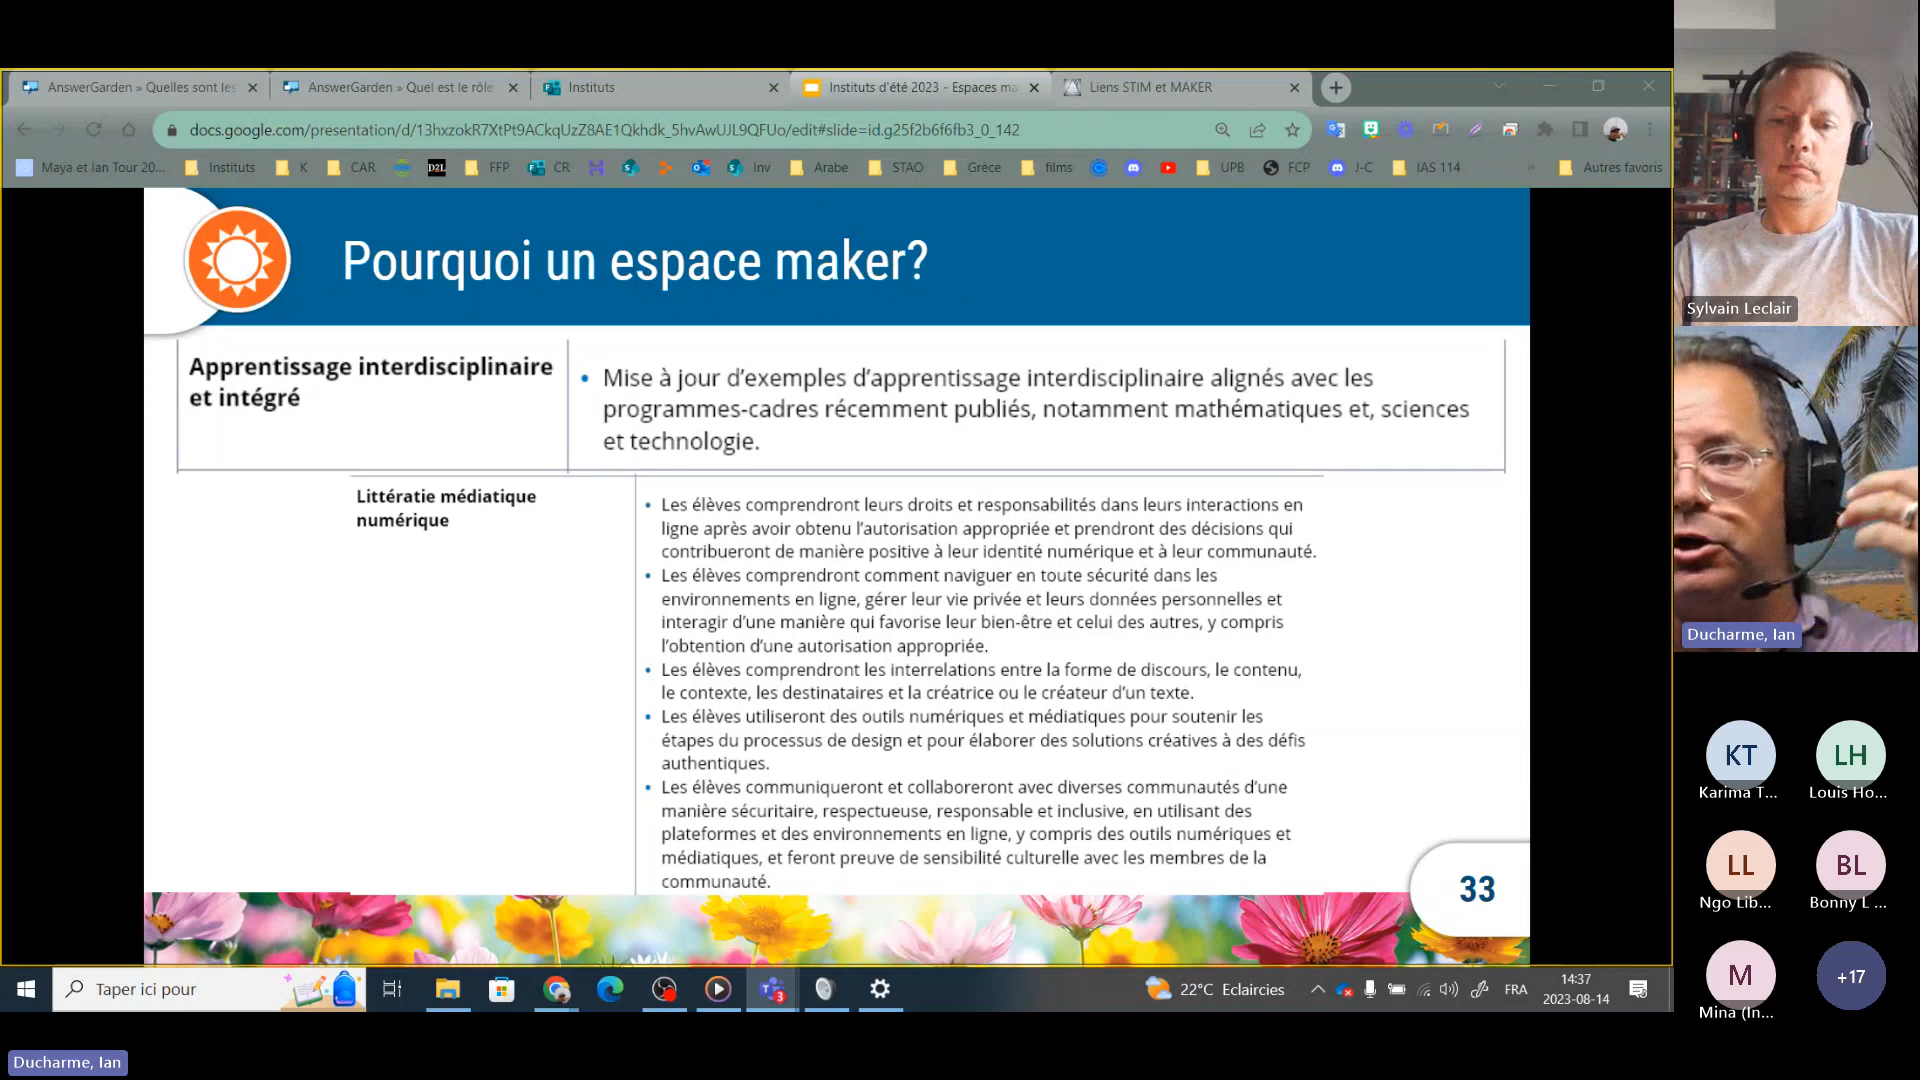 AnswerGarden » Quelles sont les
AnswerGarden » Quel est le rôle
Instituts
Instituts d'été 2023 - Espaces ma
Liens STIM et MAKER
docs.google.com/presentation/d/13hxzokR7XtPt9ACkqUzZ8AE1Qkhdk_5hvAwUJL9QFUo/edit#slide=id.g25f2b6f6fb3_0_142
Maya et Ian Tour 20...
Instituts
K
CAR
D2L
FFP
CR
Inv
Arabe
STAO
Grèce
films
UPB
FCP
J-C
IAS 114
»
Autres favoris
Pourquoi un espace maker?
Apprentissage interdisciplinaire
et intégré
• Mise à jour d'exemples d'apprentissage interdisciplinaire alignés avec les
programmes-cadres récemment publiés, notamment mathématiques et, sciences
et technologie.
Littératie médiatique
numérique
• Les élèves comprendront leurs droits et responsabilités dans leurs interactions en
ligne après avoir obtenu l'autorisation appropriée et prendront des décisions qui
contribueront de manière positive à leur identité numérique et à leur communauté.
• Les élèves comprendront comment naviguer en toute sécurité dans les
environnements en ligne, gérer leur vie privée et leurs données personnelles et
interagir d'une manière qui favorise leur bien-être et celui des autres, y compris
l'obtention d'une autorisation appropriée.
• Les élèves comprendront les interrelations entre la forme de discours, le contenu,
le contexte, les destinataires et la créatrice ou le créateur d'un texte.
• Les élèves utiliseront des outils numériques et médiatiques pour soutenir les
étapes du processus de design et pour élaborer des solutions créatives à des défis
authentiques.
• Les élèves communiqueront et collaboreront avec diverses communautés d'une
manière sécuritaire, respectueuse, responsable et inclusive, en utilisant des
plateformes et des environnements en ligne, y compris des outils numériques et
médiatiques, et feront preuve de sensibilité culturelle avec les membres de la
communauté.
33
Taper ici pour
3
22°C Eclaircies
FRA
14:37
2023-08-14
Sylvain Leclair
Ducharme, Ian
KT
Karima T...
LH
Louis Ho...
LL
Ngo Lib...
BL
Bonny L ...
M
Mina (In...
+17
Ducharme, Ian